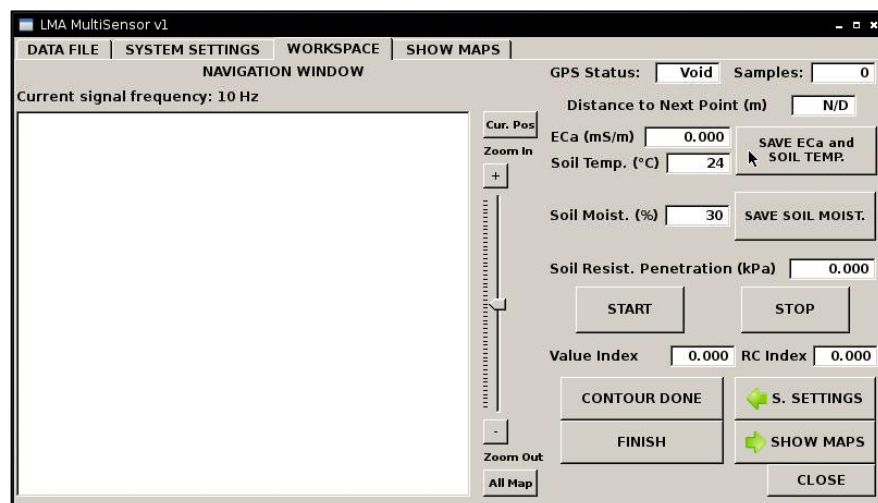 LMA MultiSensor v1
DATA FILE SYSTEM SETTINGS WORKSPACE SHOW MAPS
NAVIGATION WINDOW
Current signal frequency: 10 Hz
Cur. Pos
Zoom In
+
-
Zoom Out
All Map
GPS Status: Void Samples: 0
Distance to Next Point (m) N/D
ECa (mS/m) 0.000
Soil Temp. (°C) 24
SAVE ECa and
SOIL TEMP.
Soil Moist. (%) 30 SAVE SOIL MOIST.
Soil Resist. Penetration (kPa) 0.000
START STOP
Value Index 0.000 RC Index 0.000
CONTOUR DONE S. SETTINGS
FINISH SHOW MAPS
CLOSE